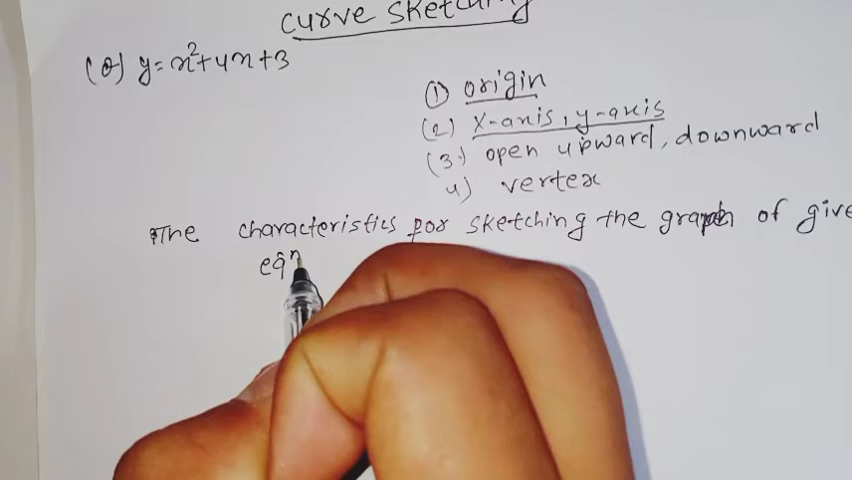 curve sketching
(Q) y=x²+4x+3
① origin
(2) x-axis, y-axis
(3) open upward, downward
4) vertex
The characteristics for sketching the graph of give
eqⁿ